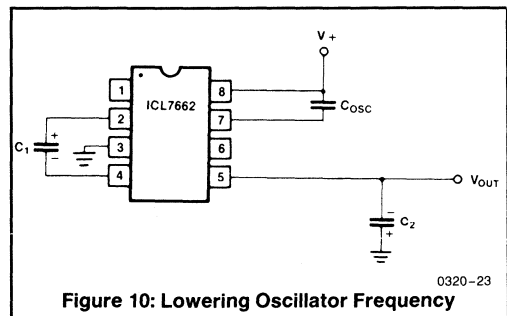 V+
1
ICL7662
8
COSC
2
7
C1
+
-
3
6
4
5
VOUT
-
C2
+
0320-23
Figure 10: Lowering Oscillator Frequency